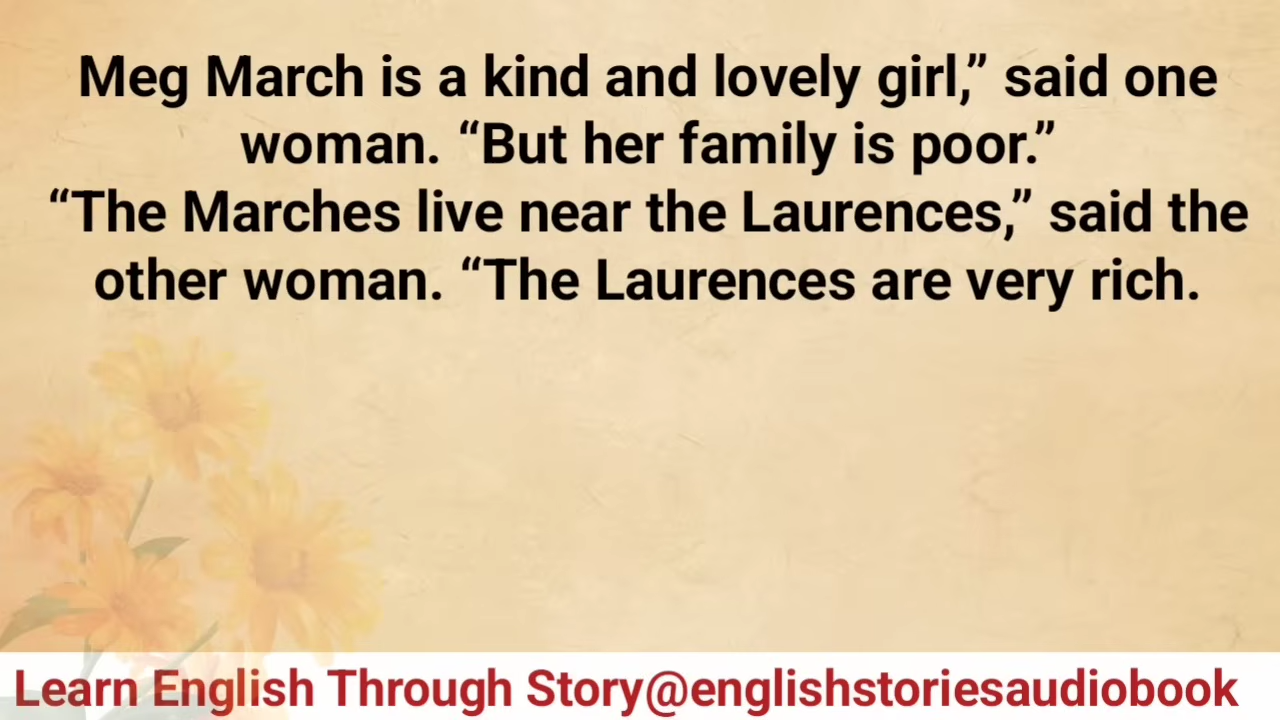 Meg March is a kind and lovely girl,” said one
woman. “But her family is poor.”
“The Marches live near the Laurences,” said the
other woman. “The Laurences are very rich.
Learn English Through Story@englishstoriesaudiobook